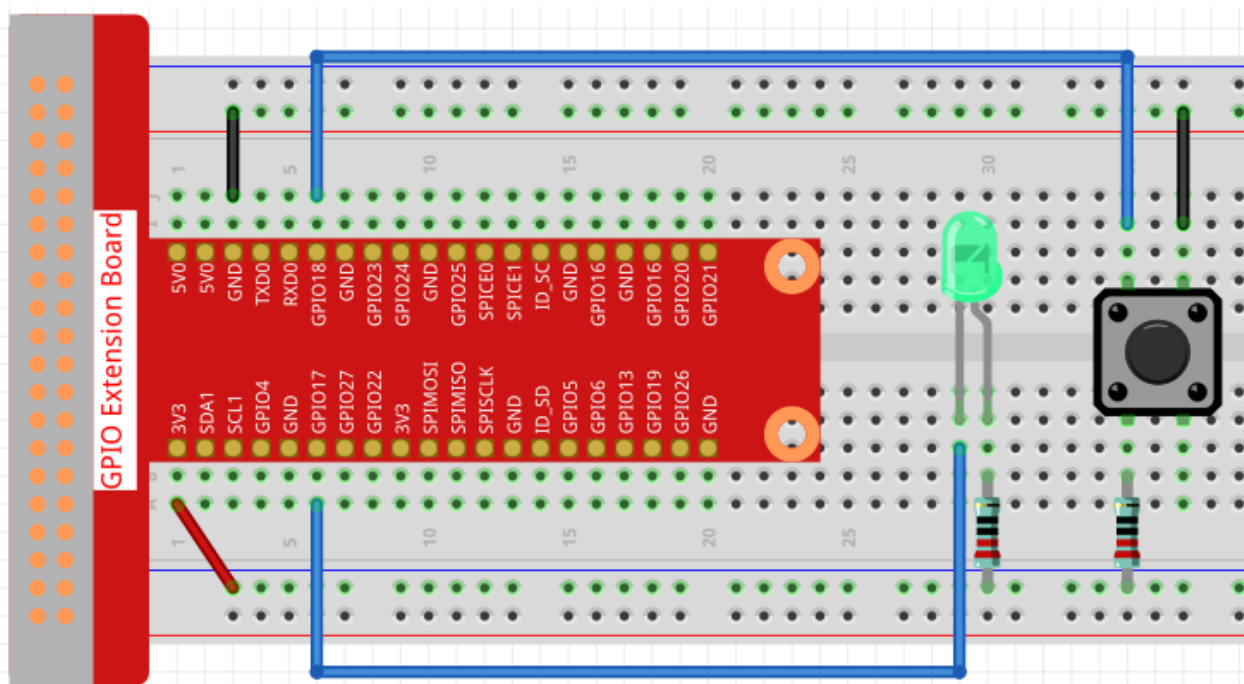 GPIO Extension Board
1 5 10 15 20 25 30
J
5V0
5V0
GND
TXD0
RXD0
GPIO18
GND
GPIO23
GPIO24
GND
GPIO25
SPICE0
SPICE1
ID_SC
GND
GPIO16
GND
GPIO16
GPIO20
GPIO21
3V3
SDA1
SCL1
GPIO4
GND
GPIO17
GPIO27
GPIO22
3V3
SPIMOSI
SPIMISO
SPISCLK
GND
ID_SD
GPIO5
GPIO6
GPIO13
GPIO19
GPIO26
GND
B
A
1 5 10 15 20 25